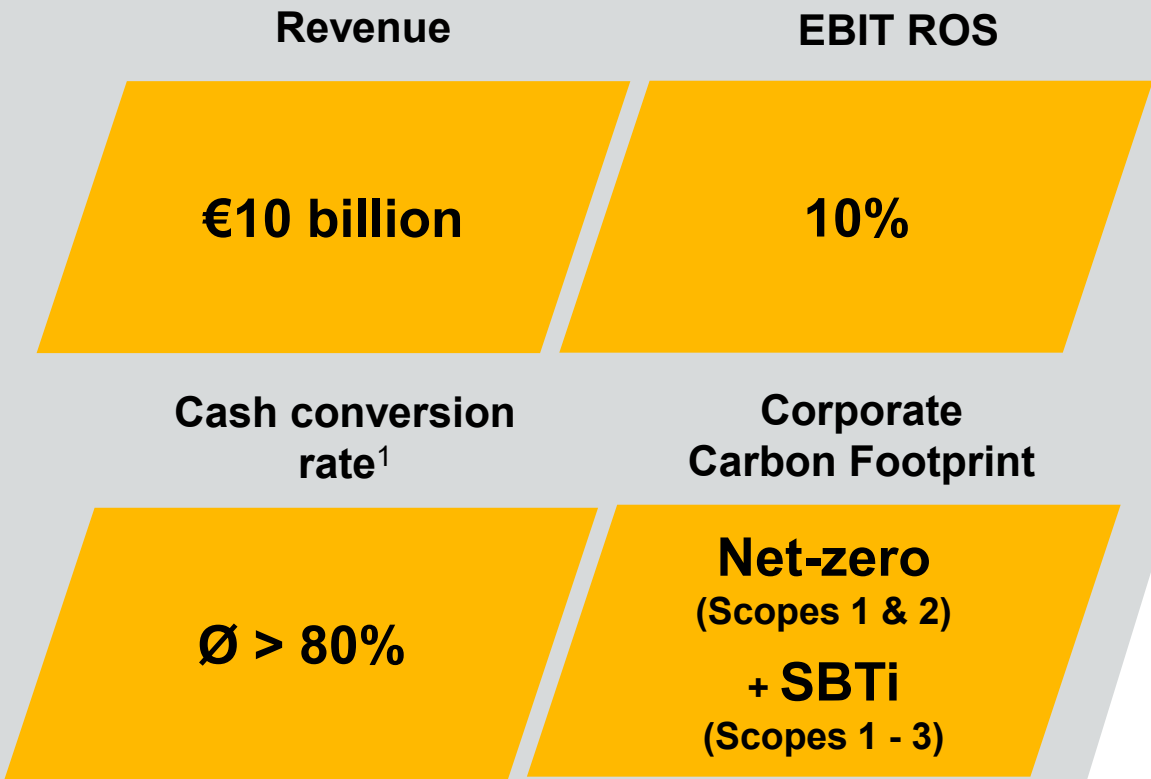 Revenue
EBIT ROS
€10 billion
10%
Cash conversion
rate¹
Corporate
Carbon Footprint
Ø > 80%
Net-zero
(Scopes 1 & 2)
+ SBTi
(Scopes 1 - 3)